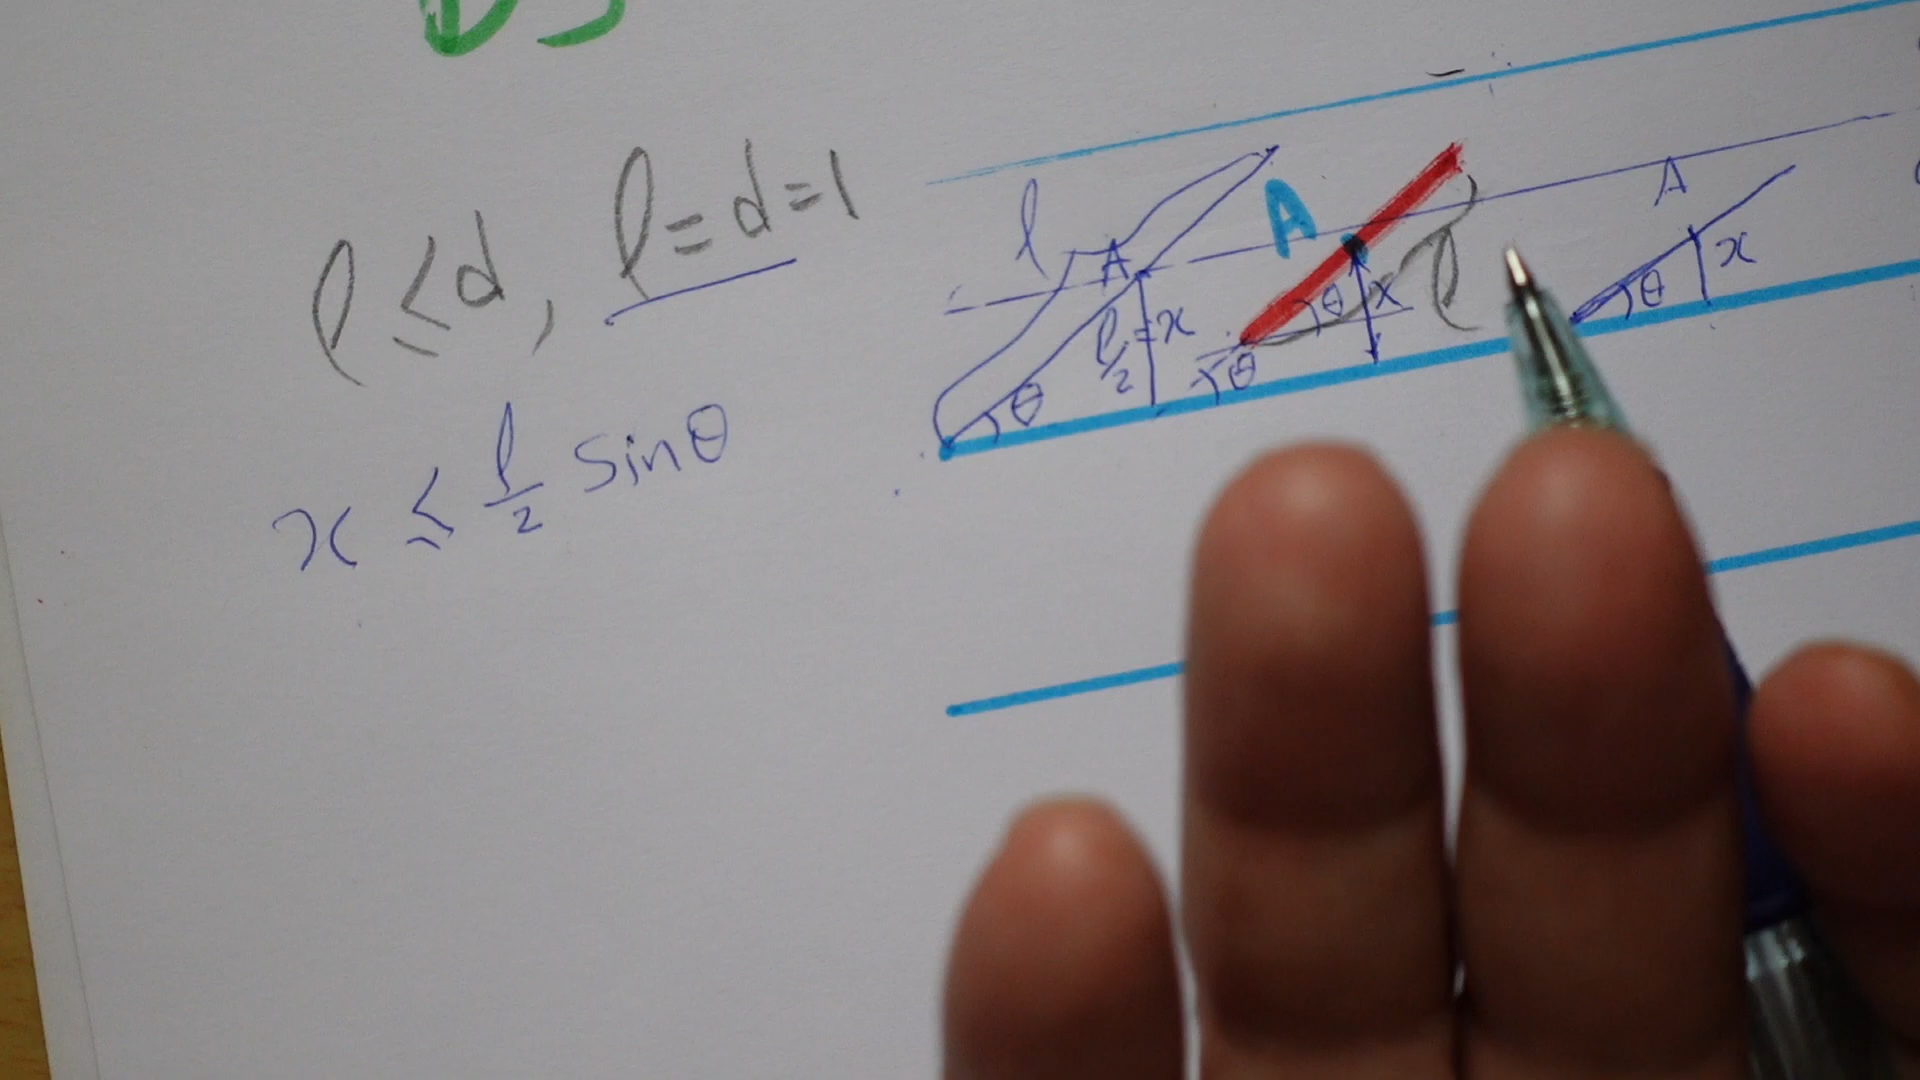 l ≤ d, l = d = 1
x ≤ l/2 sinθ
l
A
l/2 = x
θ
A
θ
x
l
θ
A
θ
x